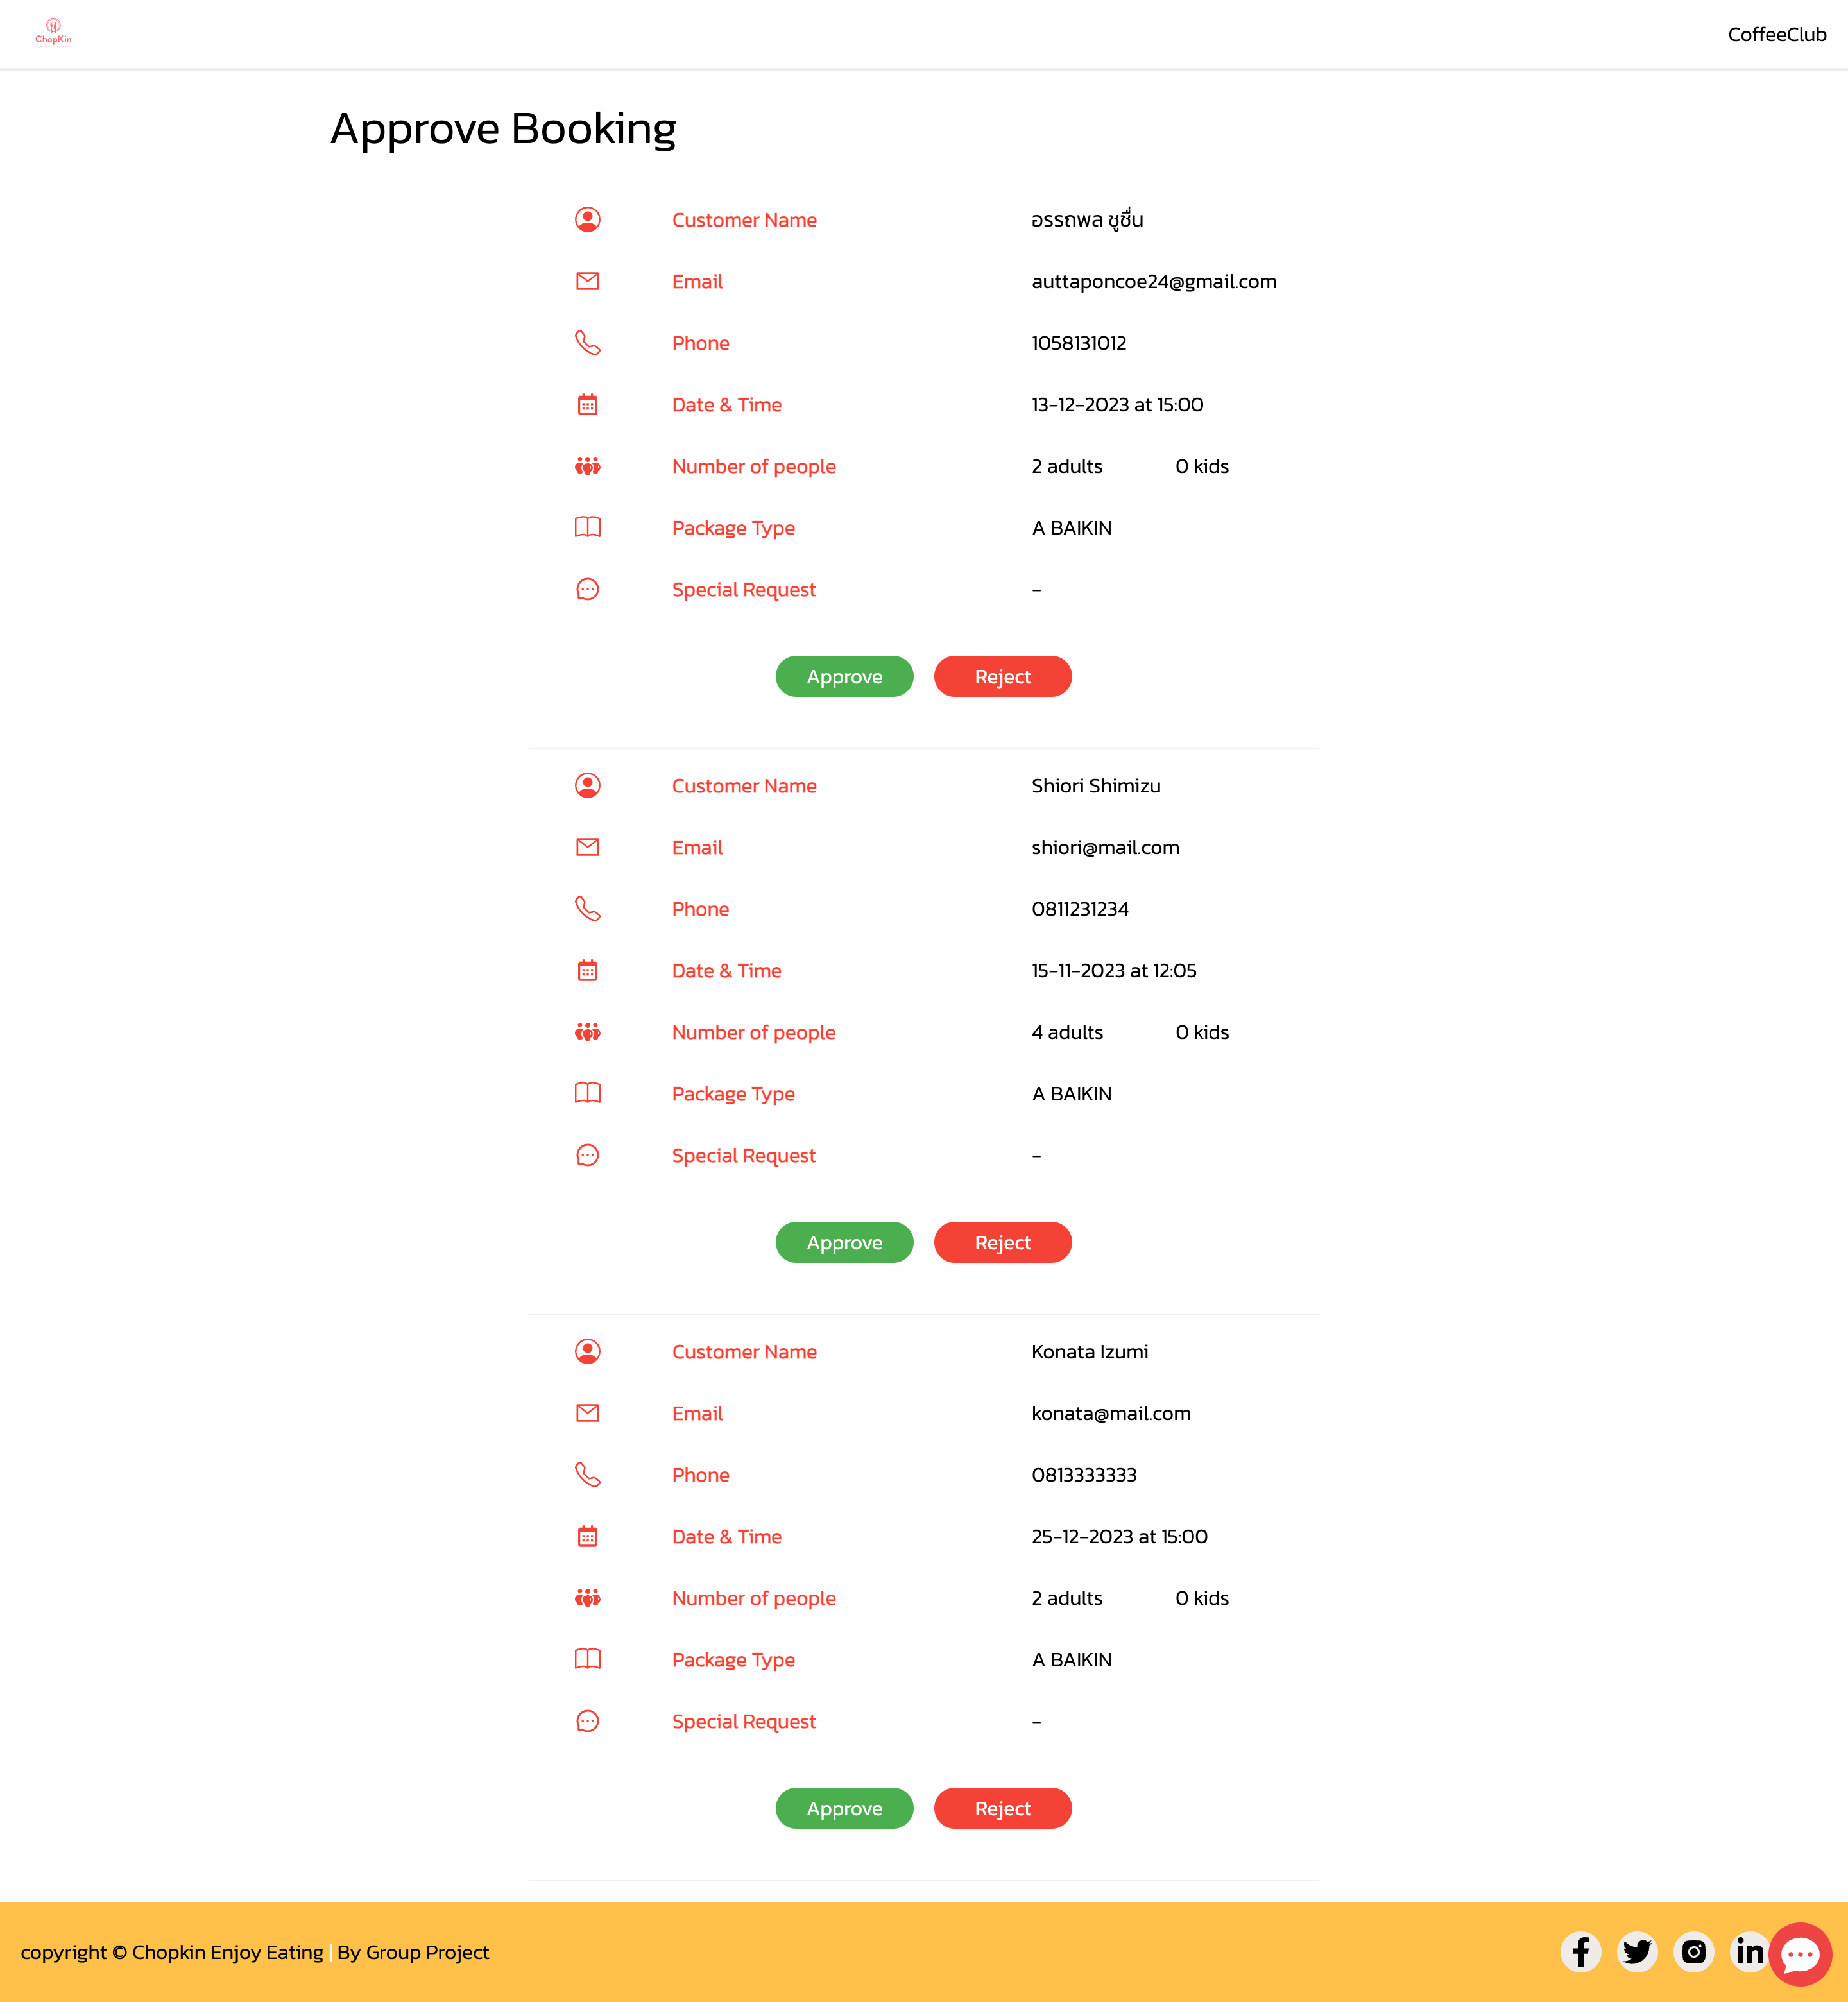 ChopKin
CoffeeClub
Approve Booking
Customer Name อรรถพล ชูชื่น
Email auttaponcoe24@gmail.com
Phone 1058131012
Date & Time 13-12-2023 at 15:00
Number of people 2 adults 0 kids
Package Type A BAIKIN
Special Request -
Approve Reject
Customer Name Shiori Shimizu
Email shiori@mail.com
Phone 0811231234
Date & Time 15-11-2023 at 12:05
Number of people 4 adults 0 kids
Package Type A BAIKIN
Special Request -
Approve Reject
Customer Name Konata Izumi
Email konata@mail.com
Phone 0813333333
Date & Time 25-12-2023 at 15:00
Number of people 2 adults 0 kids
Package Type A BAIKIN
Special Request -
Approve Reject
copyright © Chopkin Enjoy Eating | By Group Project